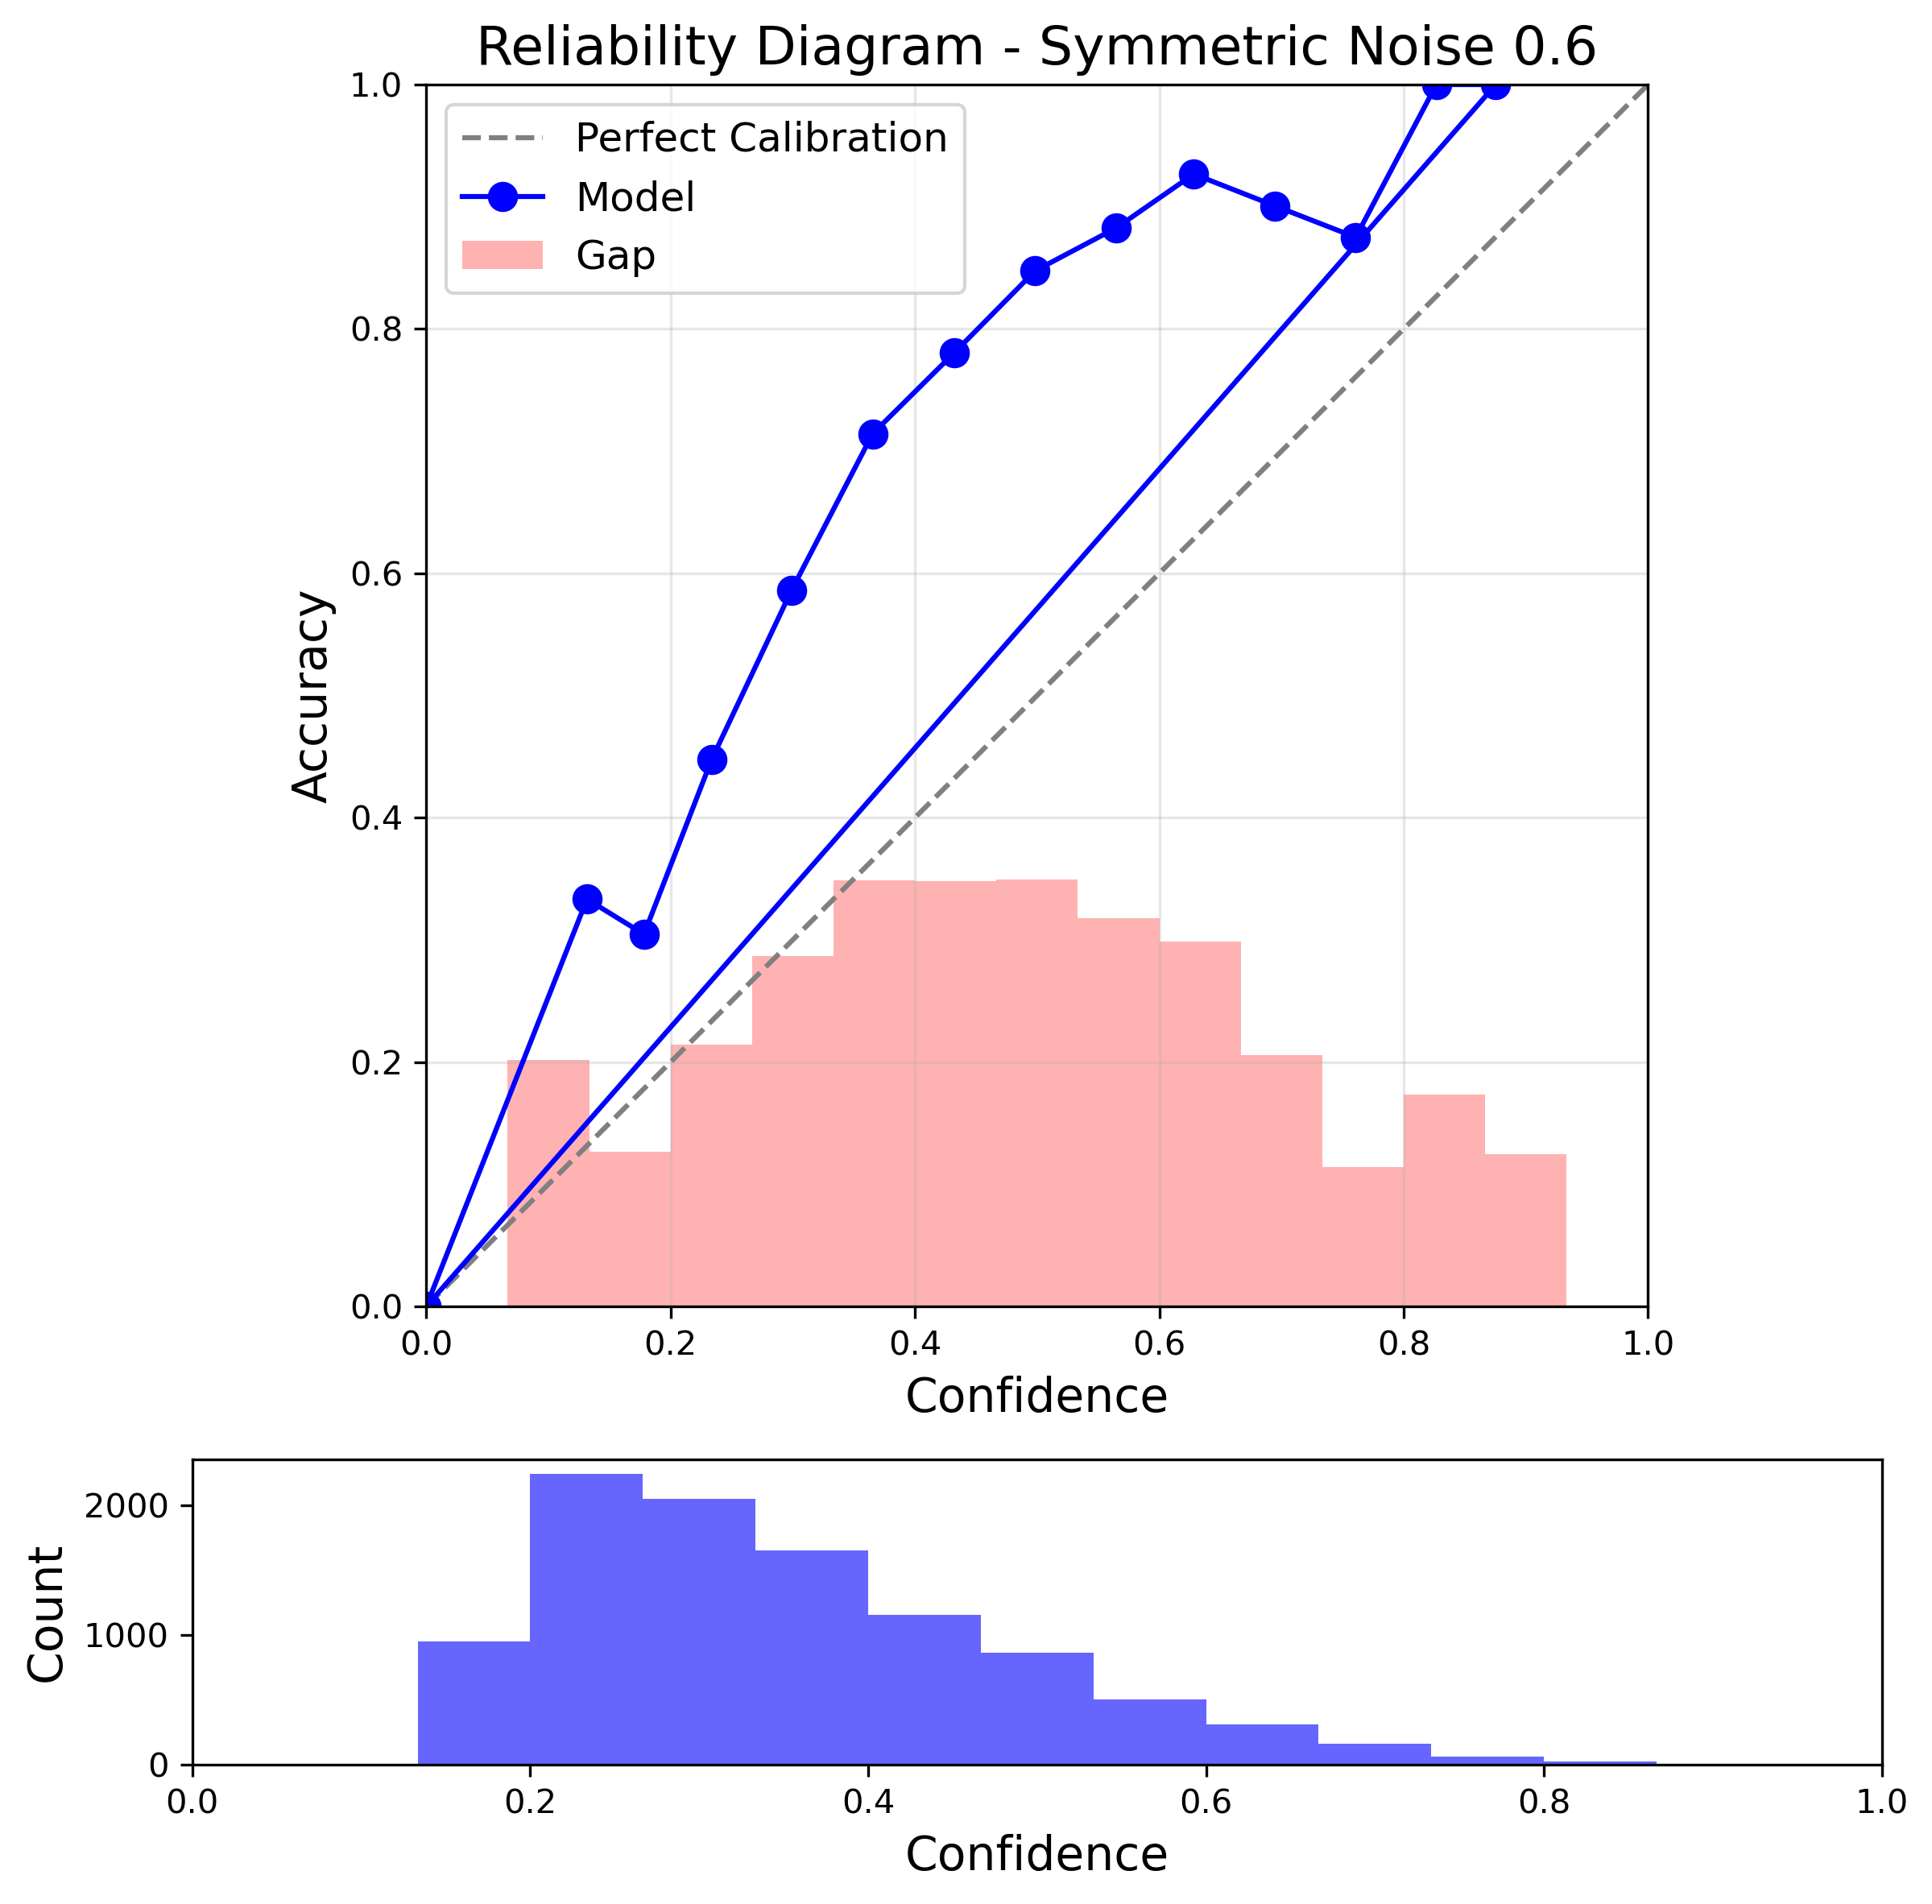 Reliability Diagram - Symmetric Noise 0.6
Perfect Calibration
Model
Gap
1.0
0.8
0.6
0.4
0.2
0.0
Accuracy
0.0 0.2 0.4 0.6 0.8 1.0
Confidence
2000
1000
0
Count
0.0 0.2 0.4 0.6 0.8 1.0
Confidence